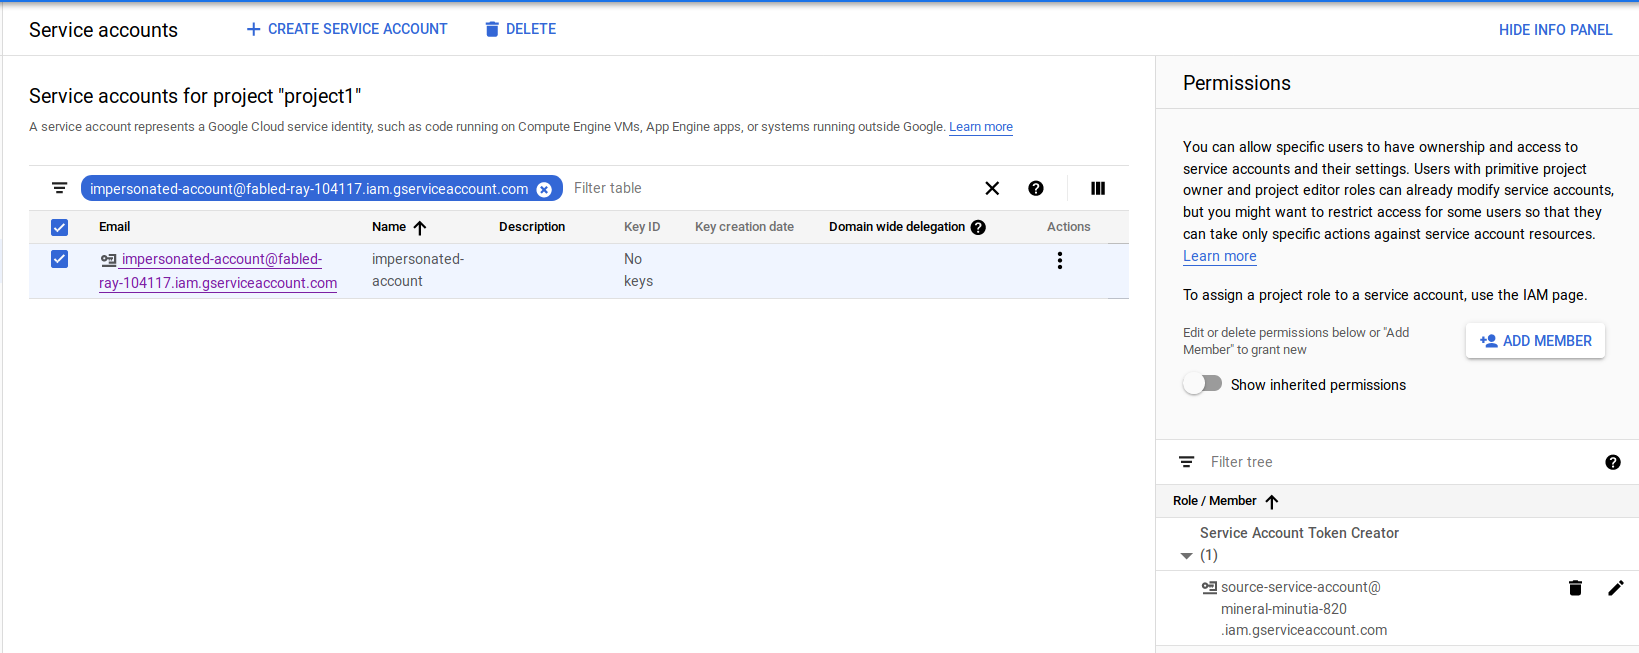 Service accounts
CREATE SERVICE ACCOUNT
DELETE
HIDE INFO PANEL
Service accounts for project "project1"
A service account represents a Google Cloud service identity, such as code running on Compute Engine VMs, App Engine apps, or systems running outside Google. Learn more
impersonated-account@fabled-ray-104117.iam.gserviceaccount.com
Filter table
Email
Name
Description
Key ID
Key creation date
Domain wide delegation
Actions
impersonated-account@fabled-
ray-104117.iam.gserviceaccount.com
impersonated-
account
No
keys
Permissions
You can allow specific users to have ownership and access to
service accounts and their settings. Users with primitive project
owner and project editor roles can already modify service accounts,
but you might want to restrict access for some users so that they
can take only specific actions against service account resources.
Learn more
To assign a project role to a service account, use the IAM page.
Edit or delete permissions below or "Add
Member" to grant new
ADD MEMBER
Show inherited permissions
Filter tree
Role / Member
Service Account Token Creator
(1)
source-service-account@
mineral-minutia-820
.iam.gserviceaccount.com